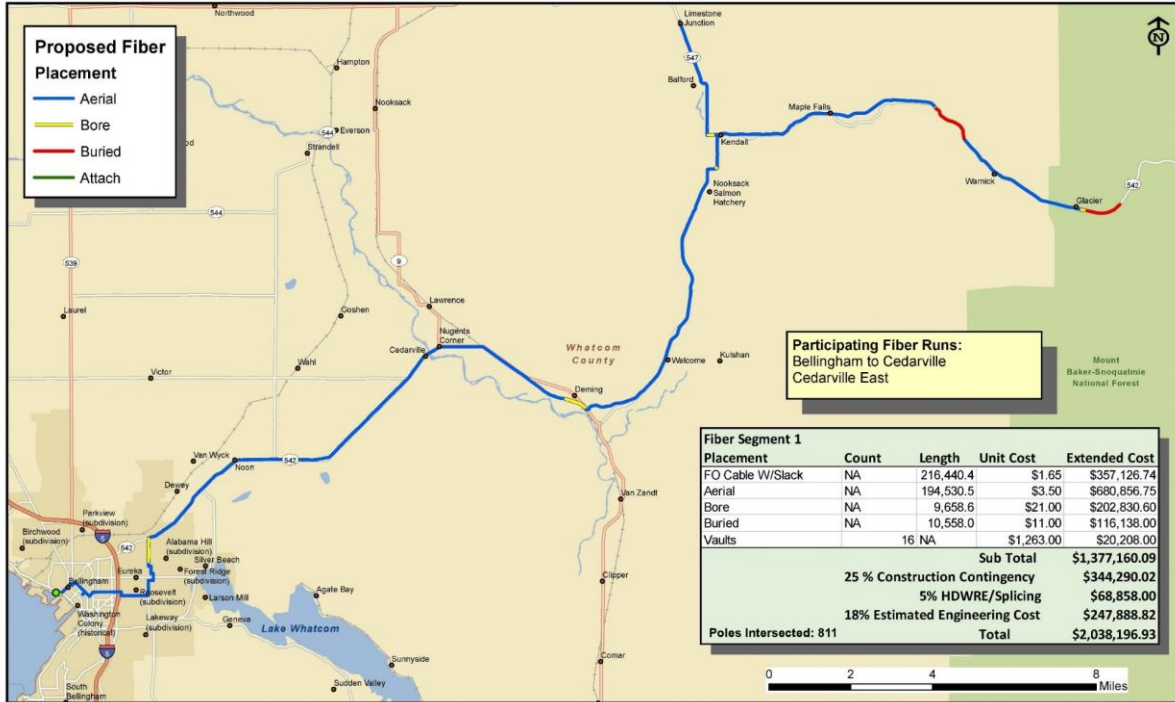 Proposed Fiber
Placement
Aerial
Bore
Buried
Attach
Northwood
Hampton
Nooksack
544
Everson
Strandell
544
539
9
Laurel
Lawrence
Goshen
Nugents
Corner
Cedarville
Wahl
Victor
Van Wyck
Noon
542
Dewey
Parkview
(subdivision)
Birchwood
(subdivision)
5
542
Alabama Hill
(subdivision)
Silver Beach
Eureka
Forest Ridge
(subdivision)
Bellingham
Roosevelt
(subdivision)
Larson Mill
Washington
Colony
(historical)
Lakeway
(subdivision)
Geneva
5
South
Bellingham
Agate Bay
Lake Whatcom
Sunnyside
Sudden Valley
Limestone
Junction
547
Balford
Maple Falls
Kendall
Nooksack
Salmon
Hatchery
Warnick
Glacier
542
Whatcom
County
Welcome
Kulshan
Deming
Van Zandt
Clipper
Comar
Mount
Baker-Snoqualmie
National Forest
N
Participating Fiber Runs:
Bellingham to Cedarville
Cedarville East
Fiber Segment 1
Placement Count Length Unit Cost Extended Cost
FO Cable W/Slack NA 216,440.4 $1.65 $357,126.74
Aerial NA 194,530.5 $3.50 $680,856.75
Bore NA 9,658.6 $21.00 $202,830.60
Buried NA 10,558.0 $11.00 $116,138.00
Vaults 16 NA $1,263.00 $20,208.00
Sub Total $1,377,160.09
25 % Construction Contingency $344,290.02
5% HDWRE/Splicing $68,858.00
18% Estimated Engineering Cost $247,888.82
Poles Intersected: 811 Total $2,038,196.93
0 2 4 8
Miles